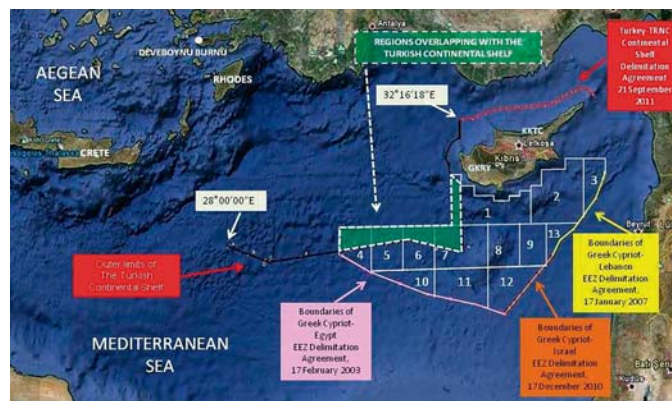 Antalya
DEVEBOYNU BURNU
REGIONS OVERLAPPING WITH THE
TURKISH CONTINENTAL SHELF
Turkey TRNC
Continental
Shelf
Delimitation
Agreement
21 September
2011
AEGEAN
SEA
RHODES
32°16'18"E
CRETE
KKTC
Lefkoşa
Kıbrıs
GKRY
28°00'00"E
1
2
3
4
5
6
7
8
9
13
10
11
12
Beyrut
Outer limits of
The Turkish
Continental Shelf
Boundaries of
Greek Cypriot-
Lebanon
EEZ Delimitation
Agreement,
17 January 2007
Boundaries of
Greek Cypriot-
Egypt
EEZ Delimitation
Agreement,
17 February 2003
Boundaries of
Greek Cypriot-
Israel
EEZ Delimitation
Agreement,
17 December 2010
MEDITERRANEAN
SEA
Batı Şeria
Kudüs